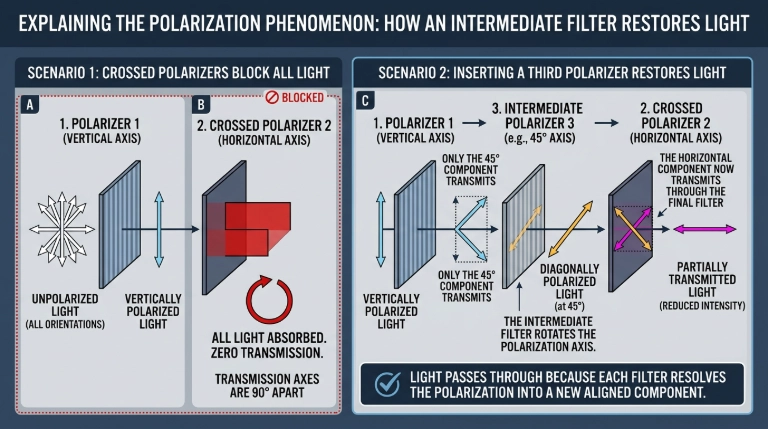 EXPLAINING THE POLARIZATION PHENOMENON: HOW AN INTERMEDIATE FILTER RESTORES LIGHT
SCENARIO 1: CROSSED POLARIZERS BLOCK ALL LIGHT
BLOCKED
A
1. POLARIZER 1
(VERTICAL AXIS)
UNPOLARIZED
LIGHT
(ALL ORIENTATIONS)
VERTICALLY
POLARIZED
LIGHT
B
2. CROSSED POLARIZER 2
(HORIZONTAL AXIS)
ALL LIGHT ABSORBED.
ZERO TRANSMISSION.
TRANSMISSION AXES
ARE 90° APART
SCENARIO 2: INSERTING A THIRD POLARIZER RESTORES LIGHT
C
1. POLARIZER 1
(VERTICAL AXIS)
3. INTERMEDIATE
POLARIZER 3
(e.g., 45° AXIS)
2. CROSSED
POLARIZER 2
(HORIZONTAL AXIS)
VERTICALLY
POLARIZED
LIGHT
ONLY THE 45°
COMPONENT
TRANSMITS
ONLY THE 45°
COMPONENT
TRANSMITS
THE INTERMEDIATE
FILTER ROTATES THE
POLARIZATION AXIS.
DIAGONALLY
POLARIZED
LIGHT
(at 45°)
THE HORIZONTAL
COMPONENT NOW
TRANSMITS
THROUGH THE
FINAL FILTER
PARTIALLY
TRANSMITTED
LIGHT
(REDUCED INTENSITY)
LIGHT PASSES THROUGH BECAUSE EACH FILTER RESOLVES
THE POLARIZATION INTO A NEW ALIGNED COMPONENT.